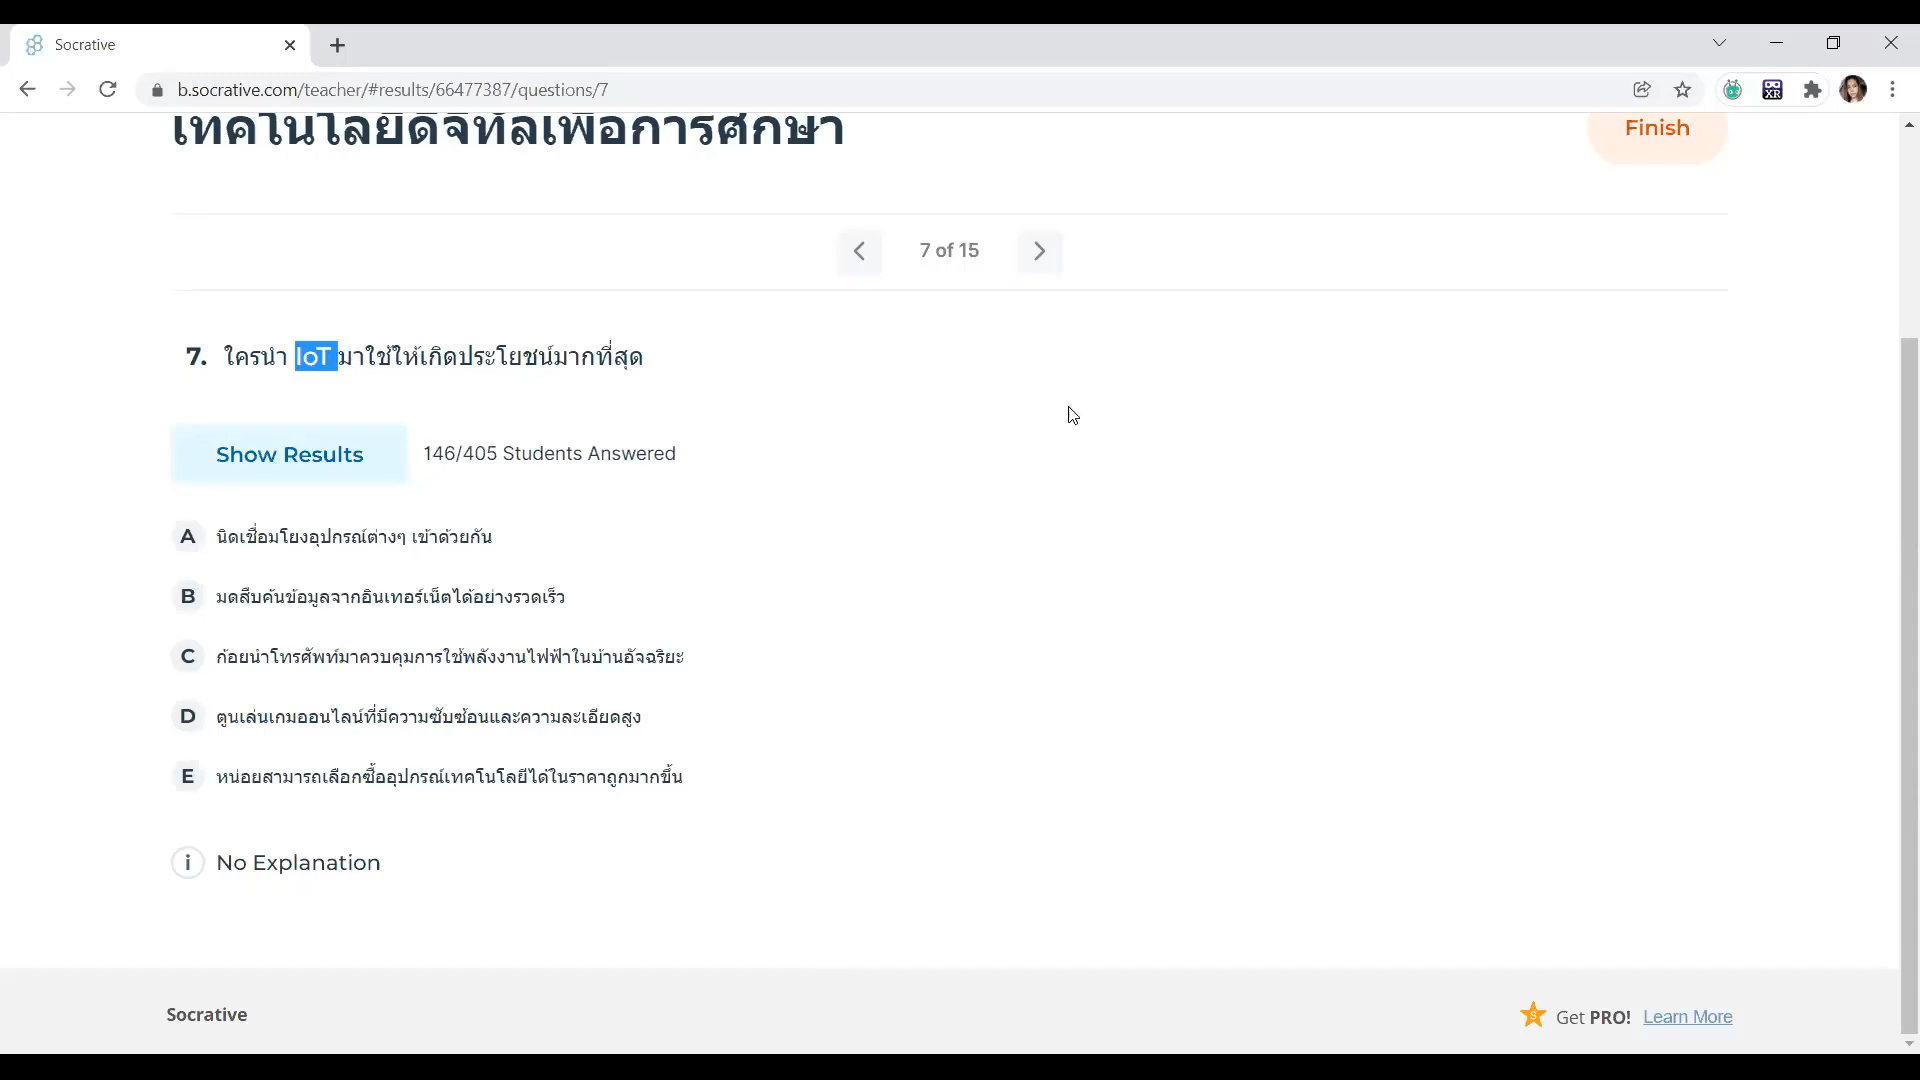 Socrative
b.socrative.com/teacher/#results/66477387/questions/7
XR
เทคโนโลยีดิจิทัลเพื่อการศึกษา
Finish
7 of 15
7. ใครนำ IoT มาใช้ให้เกิดประโยชน์มากที่สุด
Show Results
146/405 Students Answered
A นิดเชื่อมโยงอุปกรณ์ต่างๆ เข้าด้วยกัน
B มดสืบค้นข้อมูลจากอินเทอร์เน็ตได้อย่างรวดเร็ว
C ก้อยนำโทรศัพท์มาควบคุมการใช้พลังงานไฟฟ้าในบ้านอัจฉริยะ
D ตูนเล่นเกมออนไลน์ที่มีความซับซ้อนและความละเอียดสูง
E หน่อยสามารถเลือกซื้ออุปกรณ์เทคโนโลยีได้ในราคาถูกมากขึ้น
i No Explanation
Socrative
Get PRO! Learn More